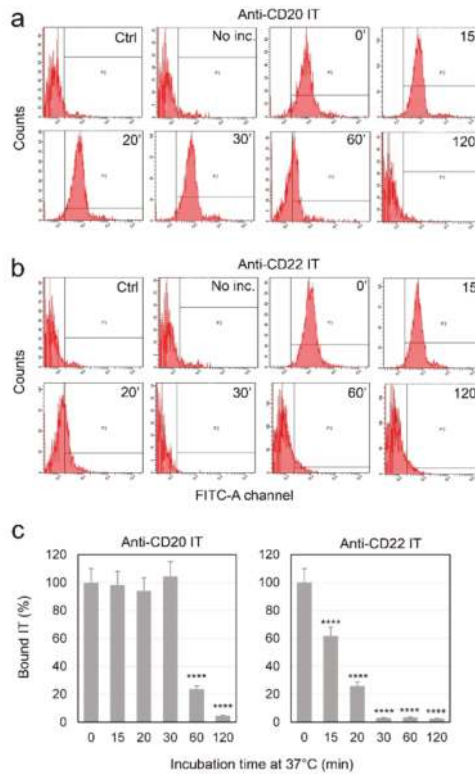 a
Anti-CD20 IT
Ctrl
No inc.
0'
15
Counts
20'
30'
60'
120
b
Anti-CD22 IT
Ctrl
No inc.
0'
15
Counts
20'
30'
60'
120
FITC-A channel
c
Anti-CD20 IT
Anti-CD22 IT
Bound IT (%)
120
100
80
60
40
20
0
****
****
0 15 20 30 60 120
120
100
80
60
40
20
0
****
****
****
****
****
0 15 20 30 60 120
Incubation time at 37°C (min)